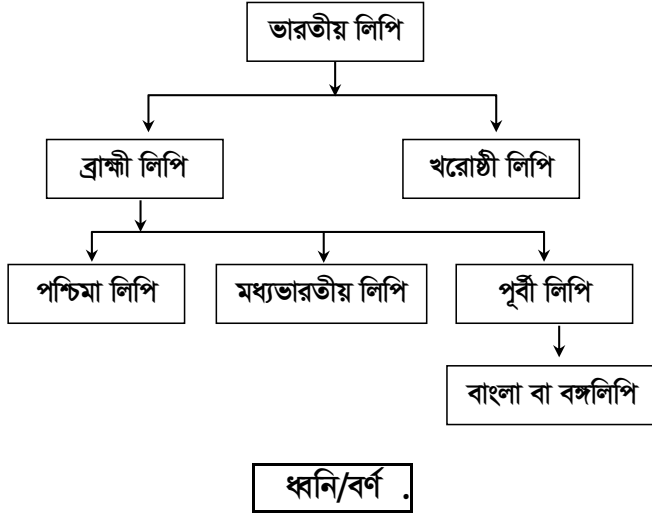 ভারতীয় লিপি
ব্রাহ্মী লিপি খরোষ্ঠী লিপি
পশ্চিমা লিপি মধ্যভারতীয় লিপি পূর্বী লিপি
বাংলা বা বঙ্গলিপি
ধ্বনি/বর্ণ .